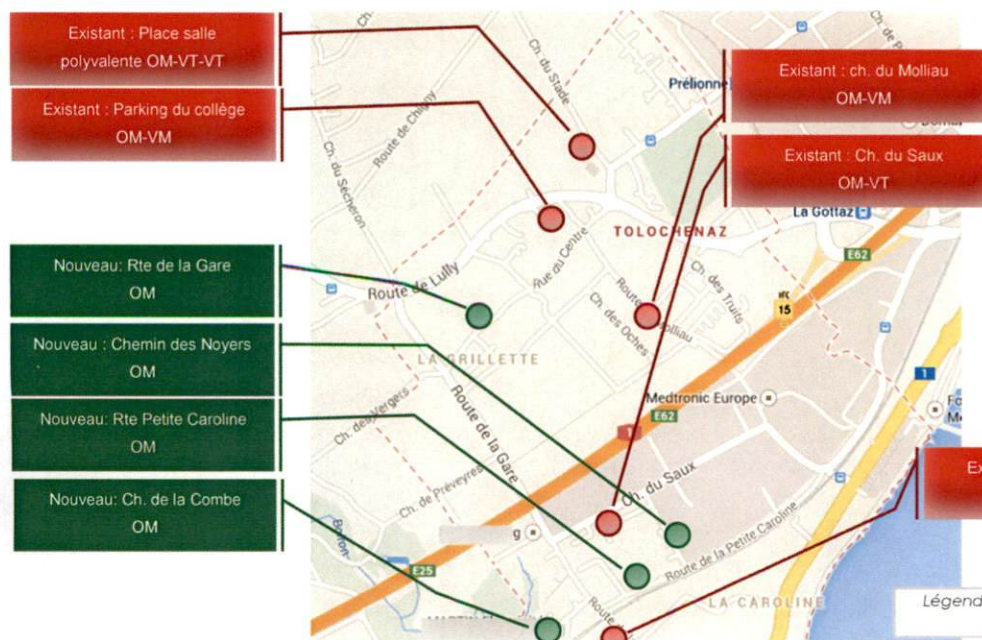 Existant : Place salle
polyvalente OM-VT-VT
Existant : Parking du collège
OM-VM
Nouveau: Rte de la Gare
OM
Nouveau : Chemin des Noyers
OM
Nouveau: Rte Petite Caroline
OM
Nouveau: Ch. de la Combe
OM
Existant : ch. du Molliau
OM-VM
Existant : Ch. du Saux
OM-VT
Ex
Ch. du Stade
Route de Chigny
Ch. du Sécheron
Prélionne
La Gottaz
TOLOCHENAZ
E62
Route de Lully
Rue du Centre
Ch. des Truits
Ch. des Oches
15
LA GRILLETTE
1
Medtronic Europe
E62
1
Ch. des Vergers
Route de la Gare
Ch. de Préveyres
Ch. du Saux
g
Route de la Petite Caroline
E25
LA CAROLINE
Légend